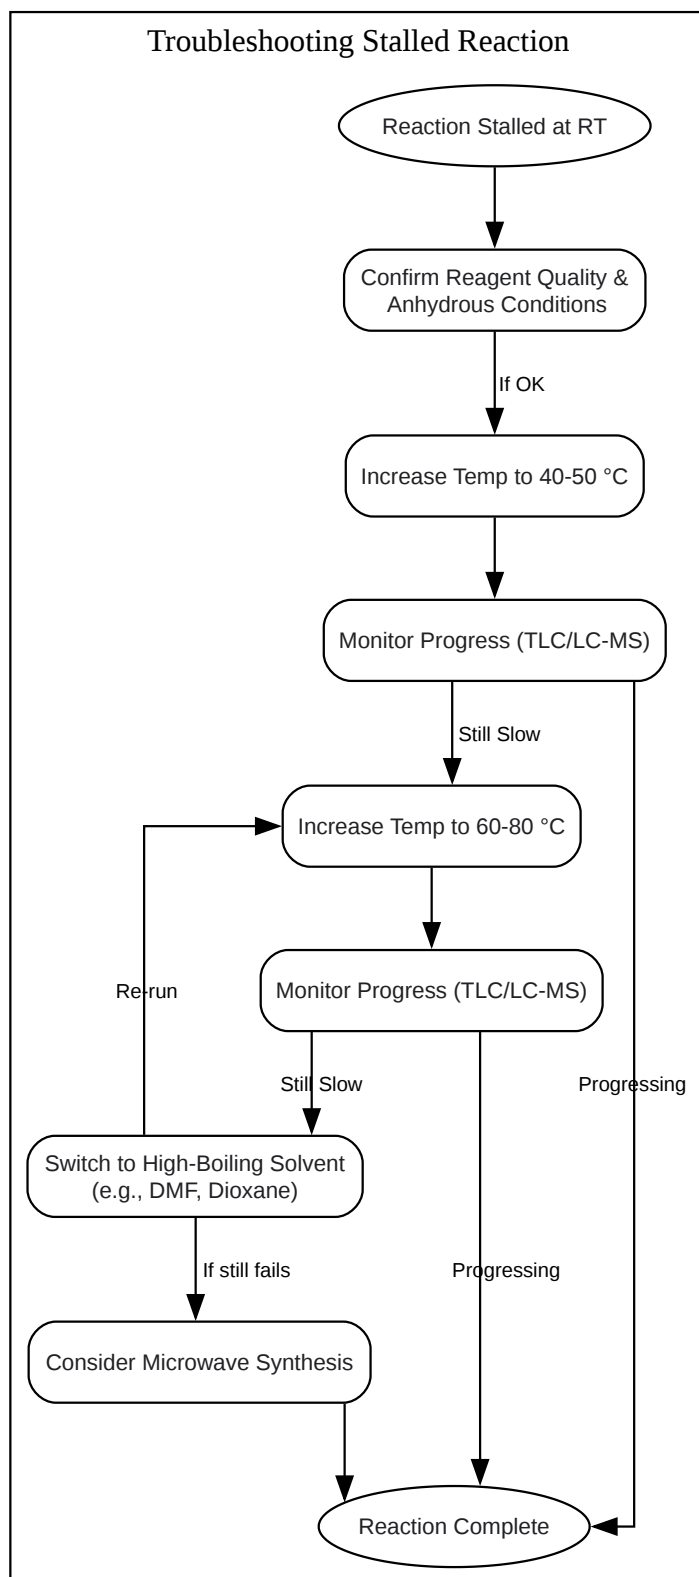 Troubleshooting Stalled Reaction
Reaction Stalled at RT
Confirm Reagent Quality &
Anhydrous Conditions
If OK
Increase Temp to 40-50 °C
Monitor Progress (TLC/LC-MS)
Still Slow
Increase Temp to 60-80 °C
Re-run
Monitor Progress (TLC/LC-MS)
Still Slow
Progressing
Switch to High-Boiling Solvent
(e.g., DMF, Dioxane)
If still fails
Progressing
Consider Microwave Synthesis
Reaction Complete